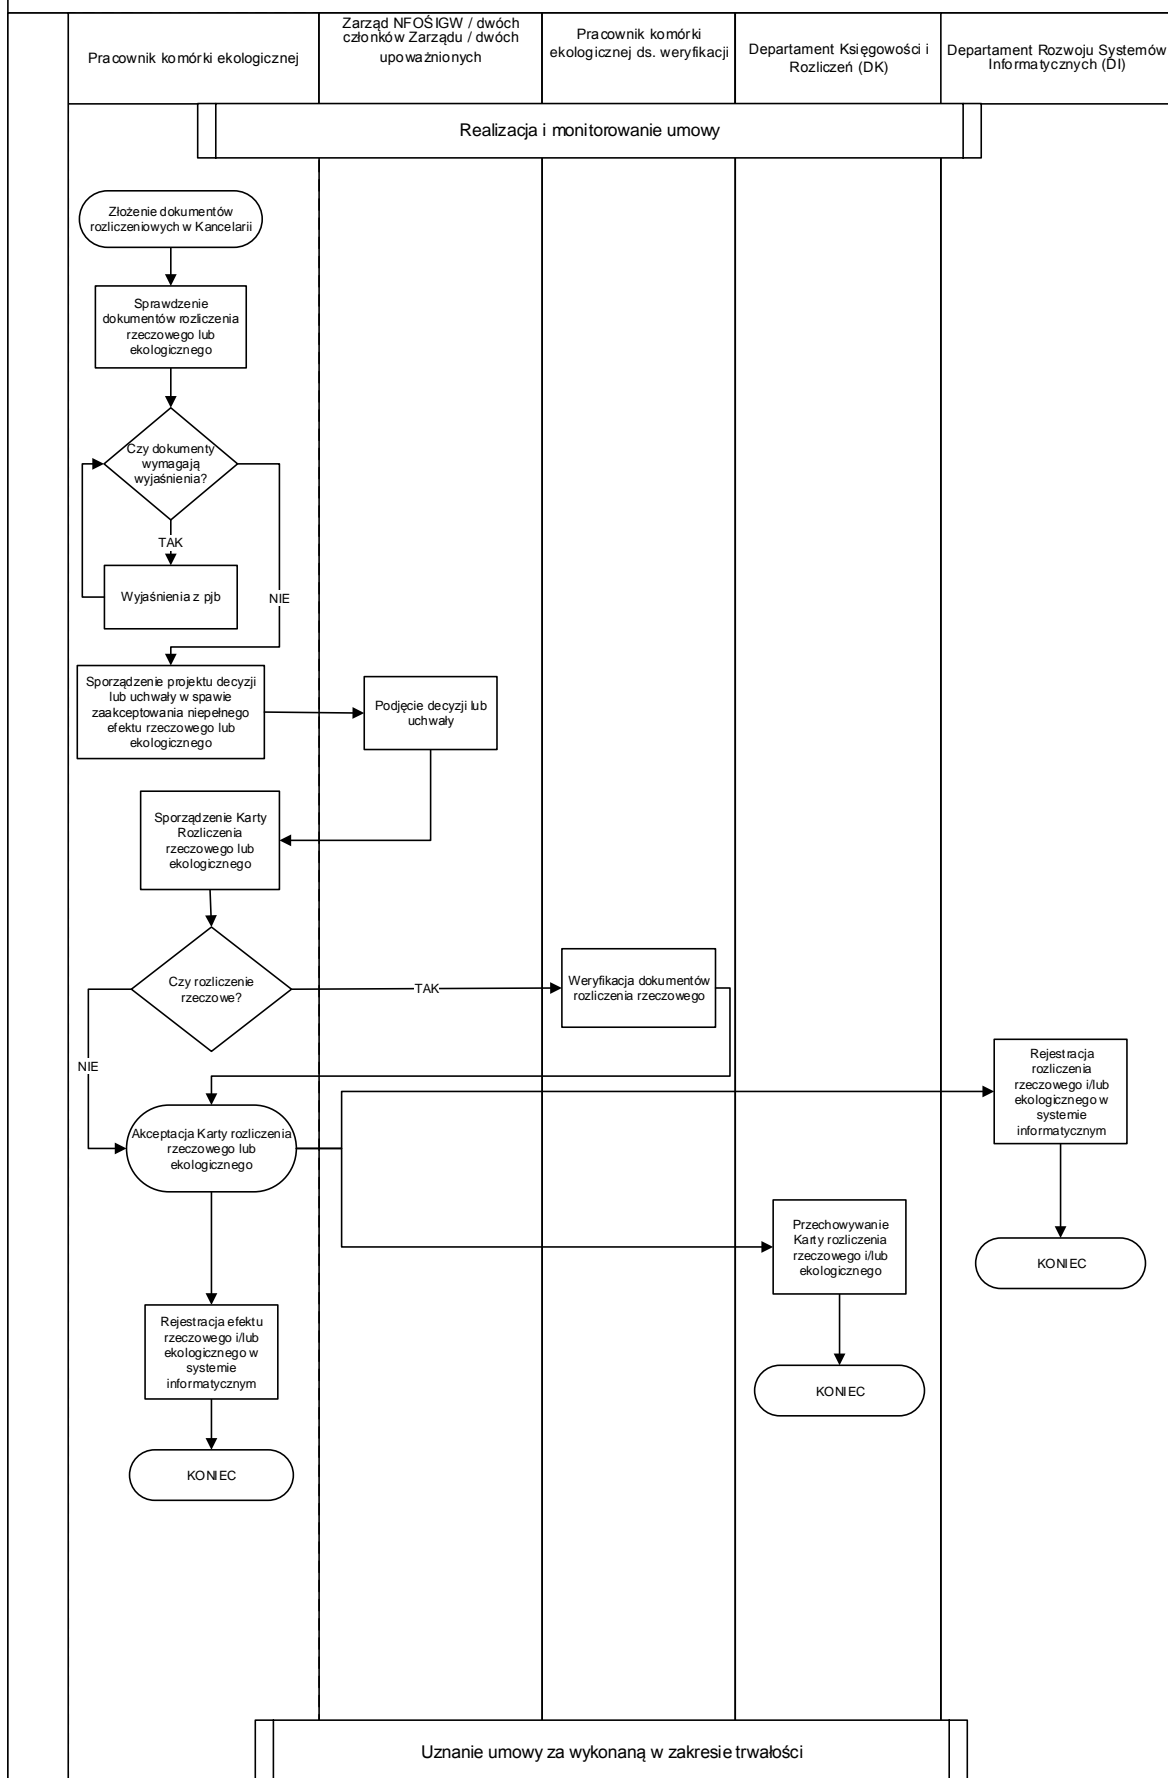 Pracownik komórki ekologicznej
Zarząd NFOŚIGW / dwóch
członków Zarządu / dwóch
upoważnionych
Pracownik komórki
ekologicznej ds. weryfikacji
Departament Księgowości i
Rozliczeń (DK)
Departament Rozwoju Systemów
Informatycznych (DI)
Realizacja i monitorowanie umowy
Złożenie dokumentów
rozliczeniowych w Kancelarii
Sprawdzenie
dokumentów rozliczenia
rzeczowego lub
ekologicznego
Czy dokumenty
wymagają
wyjaśnienia?
TAK
Wyjaśnienia z pjb
NIE
Sporządzenie projektu decyzji
lub uchwały w spawie
zaakceptowania niepełnego
efektu rzeczowego lub
ekologicznego
Podjęcie decyzji lub
uchwały
Sporządzenie Karty
Rozliczenia
rzeczowego lub
ekologicznego
Czy rozliczenie
rzeczowe?
TAK
Weryfikacja dokumentów
rozliczenia rzeczowego
NIE
Rejestracja
rozliczenia
rzeczowego i/lub
ekologicznego w
systemie
informatycznym
Akceptacja Karty rozliczenia
rzeczowego lub
ekologicznego
Przechowywanie
Karty rozliczenia
rzeczowego i/lub
ekologicznego
KONIEC
Rejestracja efektu
rzeczowego i/lub
ekologicznego w
systemie
informatycznym
KONIEC
KONIEC
Uznanie umowy za wykonaną w zakresie trwałości